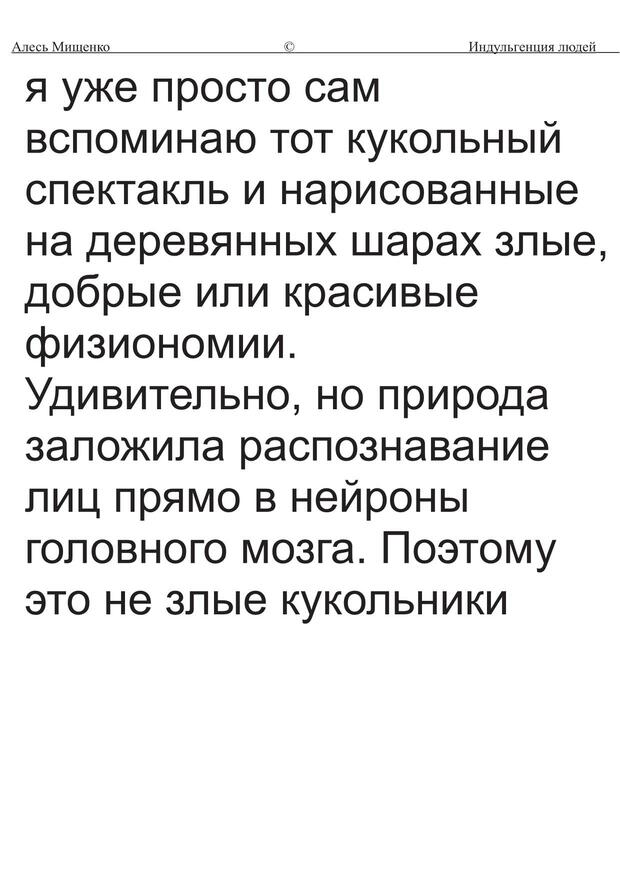 Алесь Мищенко © Индульгенция людей
я уже просто сам
вспоминаю тот кукольный
спектакль и нарисованные
на деревянных шарах злые,
добрые или красивые
физиономии.
Удивительно, но природа
заложила распознавание
лиц прямо в нейроны
головного мозга. Поэтому
это не злые кукольники